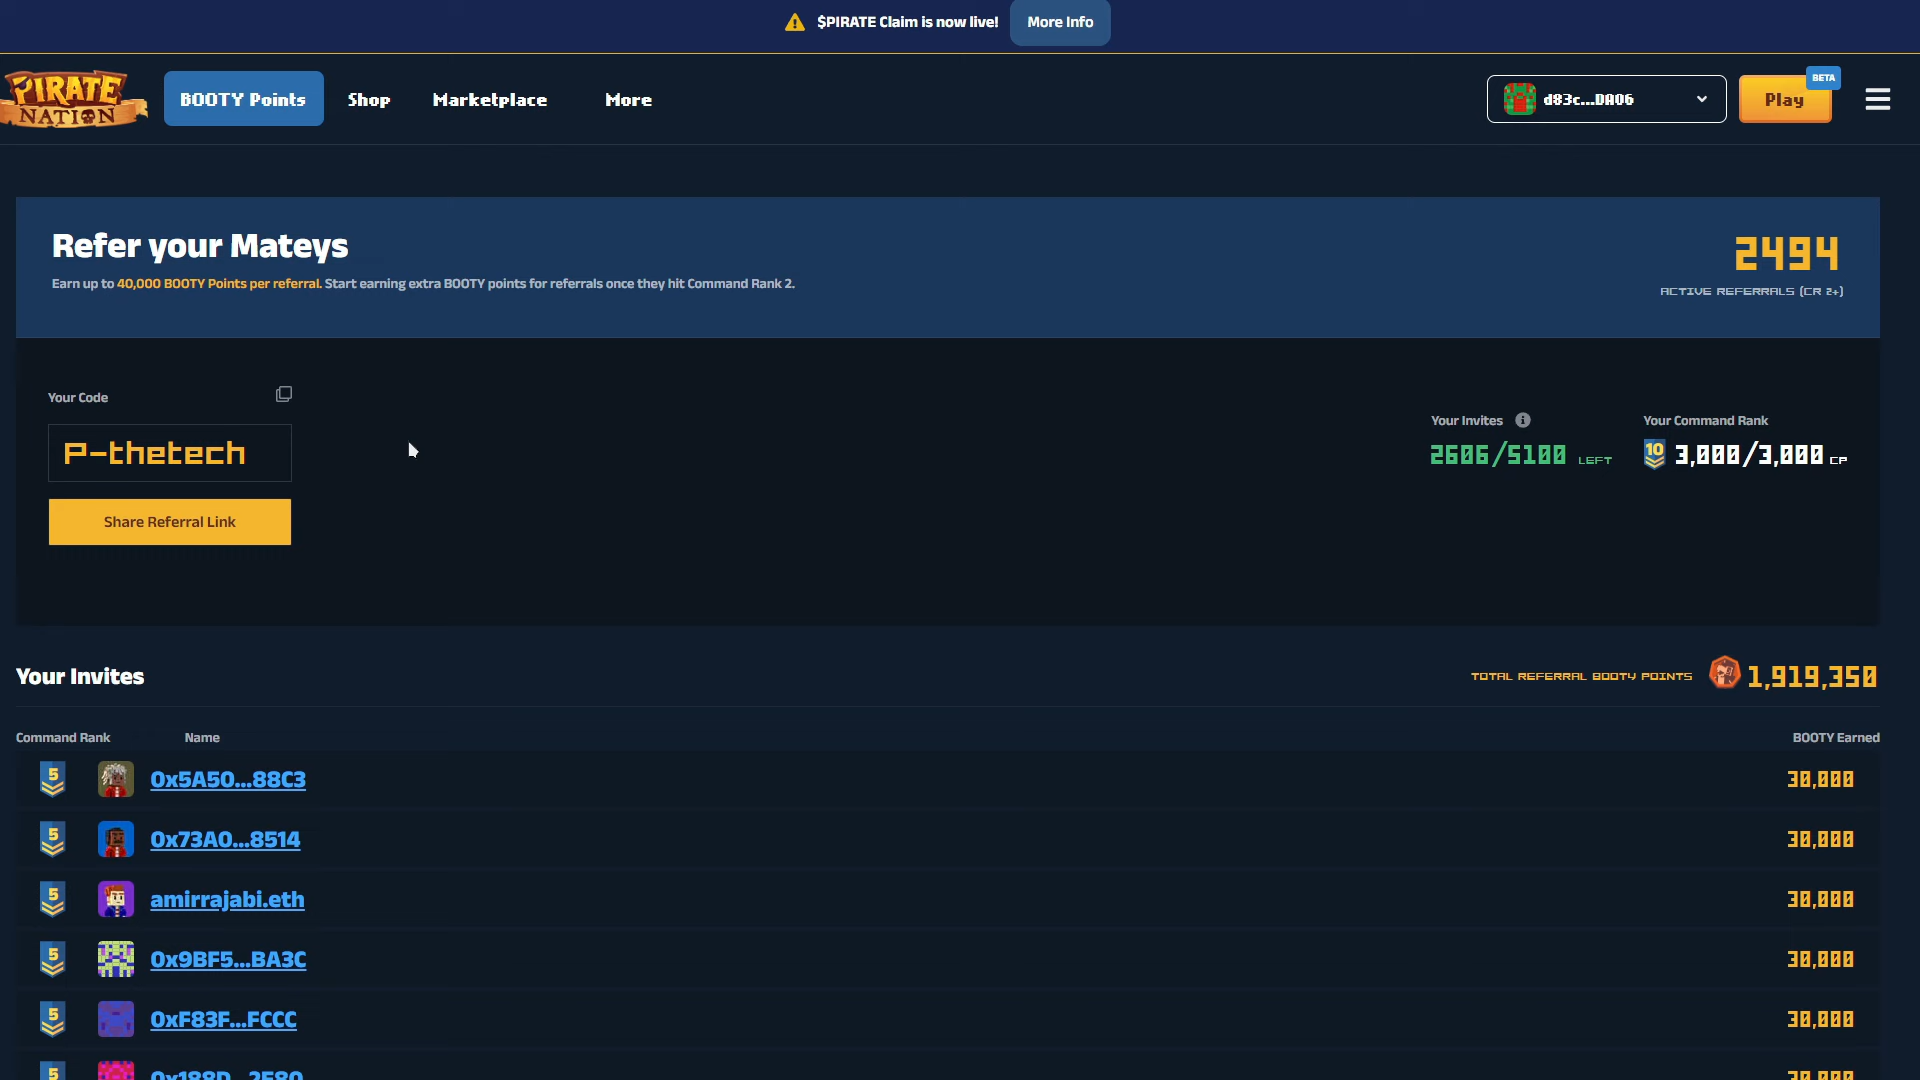 $PIRATE Claim is now live! More Info
PIRATE NATION
BOOTY Points Shop Marketplace More d83c...DA06 Play BETA
Refer your Mateys
Earn up to 40,000 BOOTY Points per referral. Start earning extra BOOTY points for referrals once they hit Command Rank 2.
2494
ACTIVE REFERRALS (CR 2+)
Your Code
P-thetech
Share Referral Link
Your Invites
2606/5100 LEFT
Your Command Rank
10 3,000/3,000 CP
Your Invites
TOTAL REFERRAL BOOTY POINTS 1,919,350
Command Rank Name BOOTY Earned
5 0x5A50...88C3 30,000
5 0x73A0...8514 30,000
5 amirrajabi.eth 30,000
5 0x9BF5...BA3C 30,000
5 0xF83F...FCCC 30,000
5 0x188D...2E80 30,000